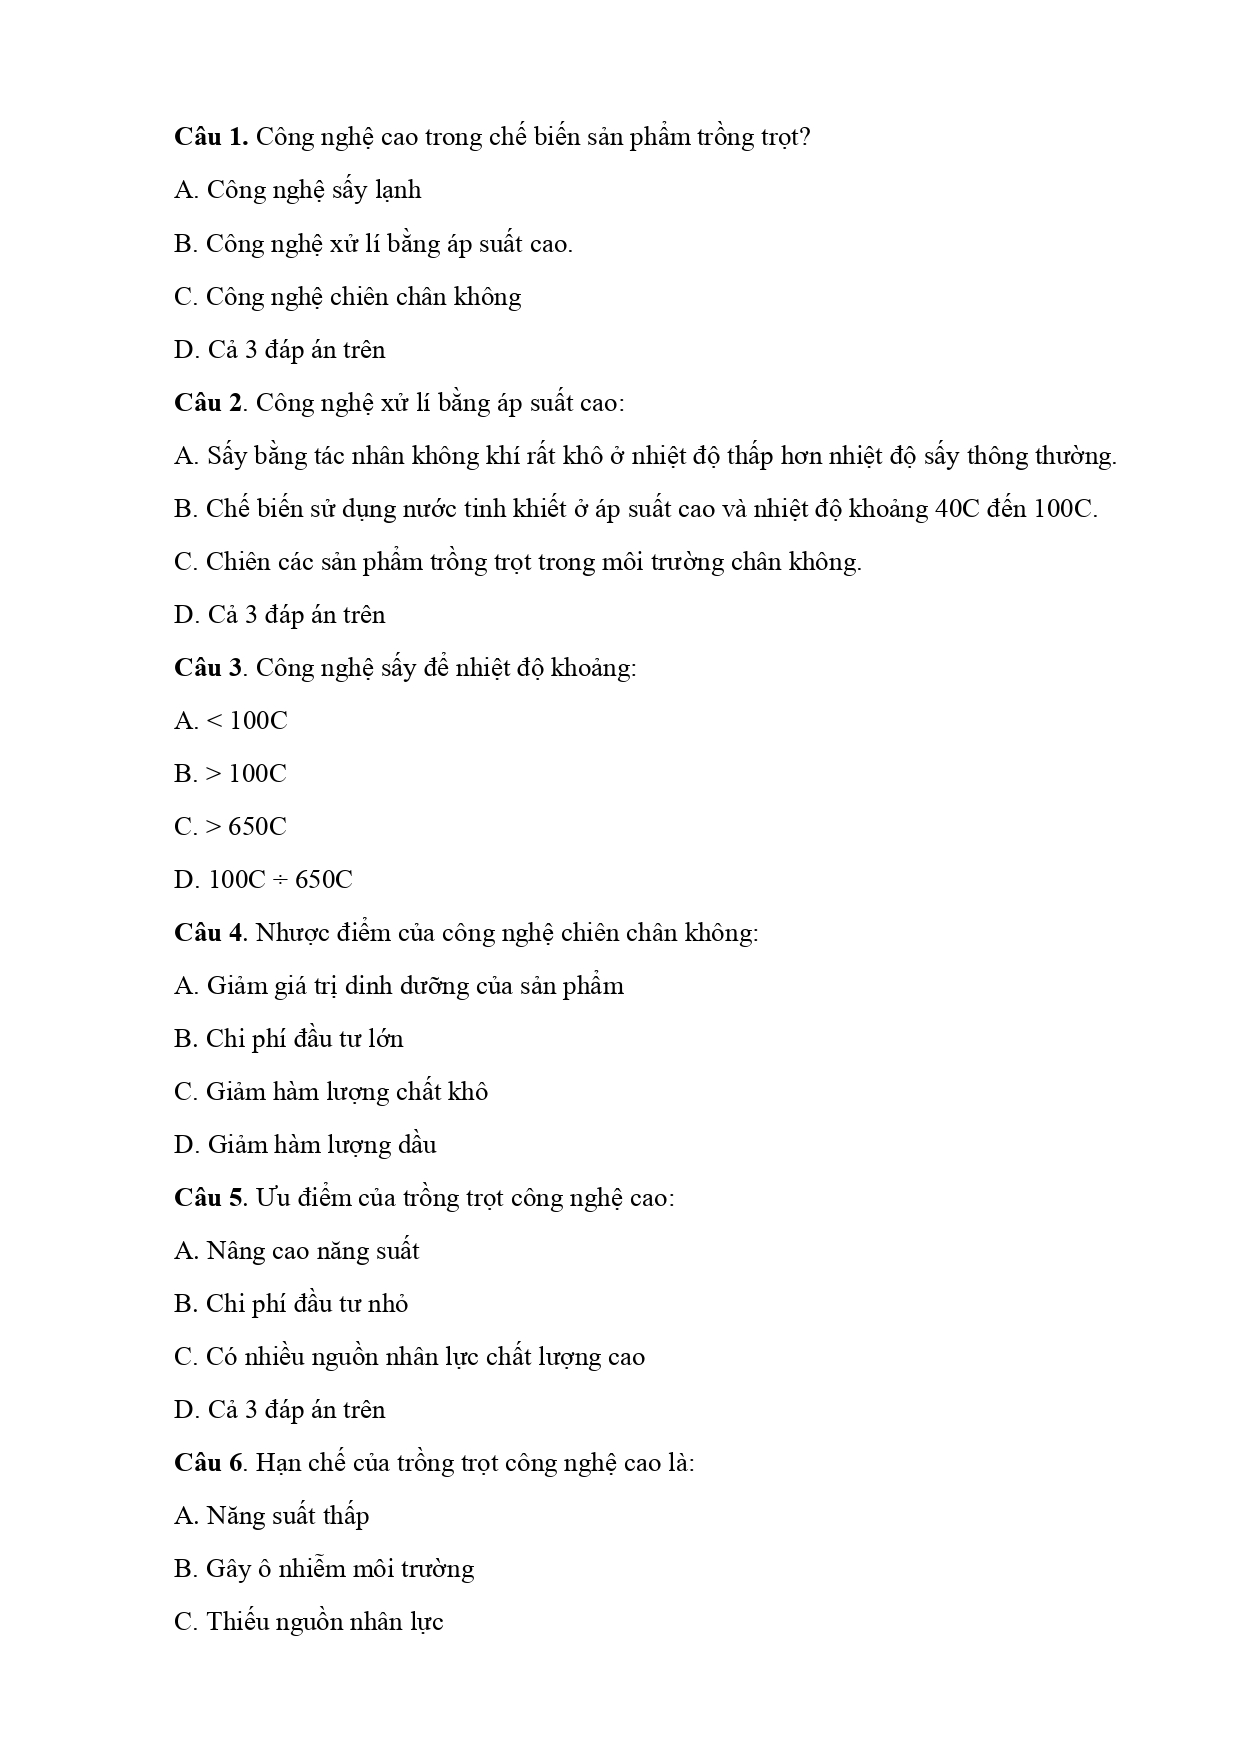 Câu 1. Công nghệ cao trong chế biến sản phẩm trồng trọt?
A. Công nghệ sấy lạnh
B. Công nghệ xử lí bằng áp suất cao.
C. Công nghệ chiên chân không
D. Cả 3 đáp án trên
Câu 2. Công nghệ xử lí bằng áp suất cao:
A. Sấy bằng tác nhân không khí rất khô ở nhiệt độ thấp hơn nhiệt độ sấy thông thường.
B. Chế biến sử dụng nước tinh khiết ở áp suất cao và nhiệt độ khoảng 40C đến 100C.
C. Chiên các sản phẩm trồng trọt trong môi trường chân không.
D. Cả 3 đáp án trên
Câu 3. Công nghệ sấy để nhiệt độ khoảng:
A. < 100C
B. > 100C
C. > 650C
D. 100C ÷ 650C
Câu 4. Nhược điểm của công nghệ chiên chân không:
A. Giảm giá trị dinh dưỡng của sản phẩm
B. Chi phí đầu tư lớn
C. Giảm hàm lượng chất khô
D. Giảm hàm lượng dầu
Câu 5. Ưu điểm của trồng trọt công nghệ cao:
A. Nâng cao năng suất
B. Chi phí đầu tư nhỏ
C. Có nhiều nguồn nhân lực chất lượng cao
D. Cả 3 đáp án trên
Câu 6. Hạn chế của trồng trọt công nghệ cao là:
A. Năng suất thấp
B. Gây ô nhiễm môi trường
C. Thiếu nguồn nhân lực